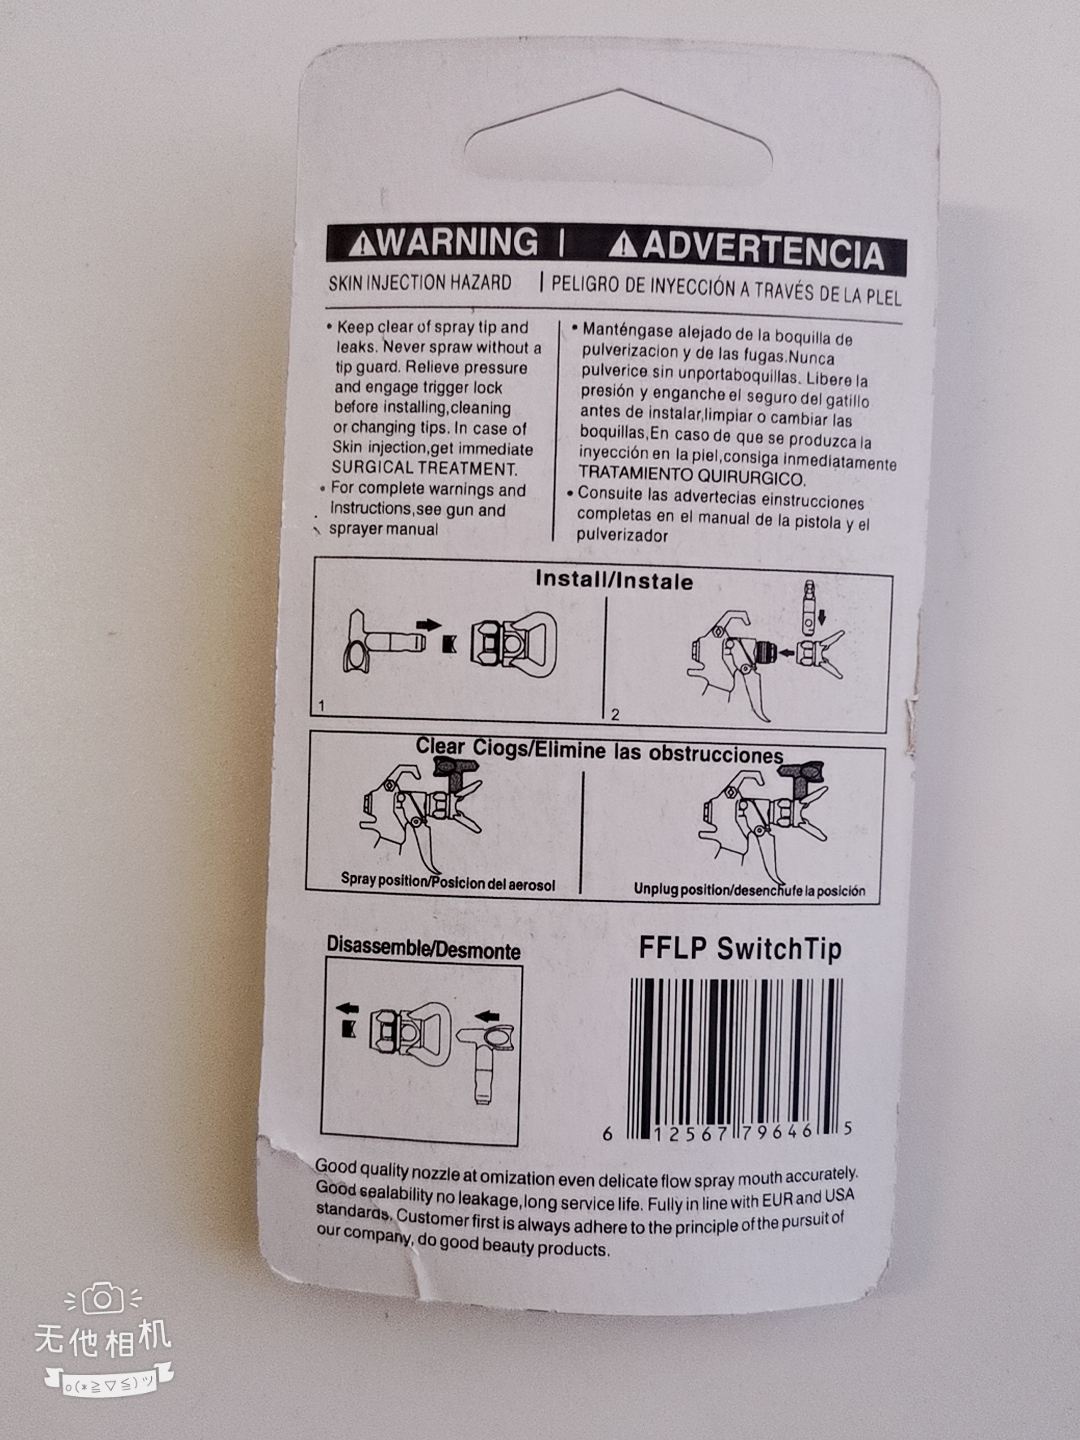 WARNING | ADVERTENCIA
SKIN INJECTION HAZARD | PELIGRO DE INYECCIÓN A TRAVÉS DE LA PLEL
• Keep clear of spray tip and
leaks. Never spraw without a
tip guard. Relieve pressure
and engage trigger lock
before installing,cleaning
or changing tips. In case of
Skin injection,get immediate
SURGICAL TREATMENT.
• For complete warnings and
Instructions,see gun and
sprayer manual
• Manténgase alejado de la boquilla de
pulverizacion y de las fugas.Nunca
pulverice sin unportaboquillas. Libere la
presión y enganche el seguro del gatillo
antes de instalar,limpiar o cambiar las
boquillas,En caso de que se produzca la
inyección en la piel,consiga inmediatamente
TRATAMIENTO QUIRURGICO.
• Consuite las advertecias einstrucciones
completas en el manual de la pistola y el
pulverizador
Install/Instale
1
2
Clear Ciogs/Elimine las obstrucciones
Spray position/Posicion del aerosol
Unplug position/desenchufe la posición
Disassemble/Desmonte
FFLP SwitchTip
6 12567 79646 5
Good quality nozzle at omization even delicate flow spray mouth accurately.
Good sealability no leakage,long service life. Fully in line with EUR and USA
standards. Customer first is always adhere to the principle of the pursuit of
our company, do good beauty products.
无他相机
o(*≧▽≦)ツ